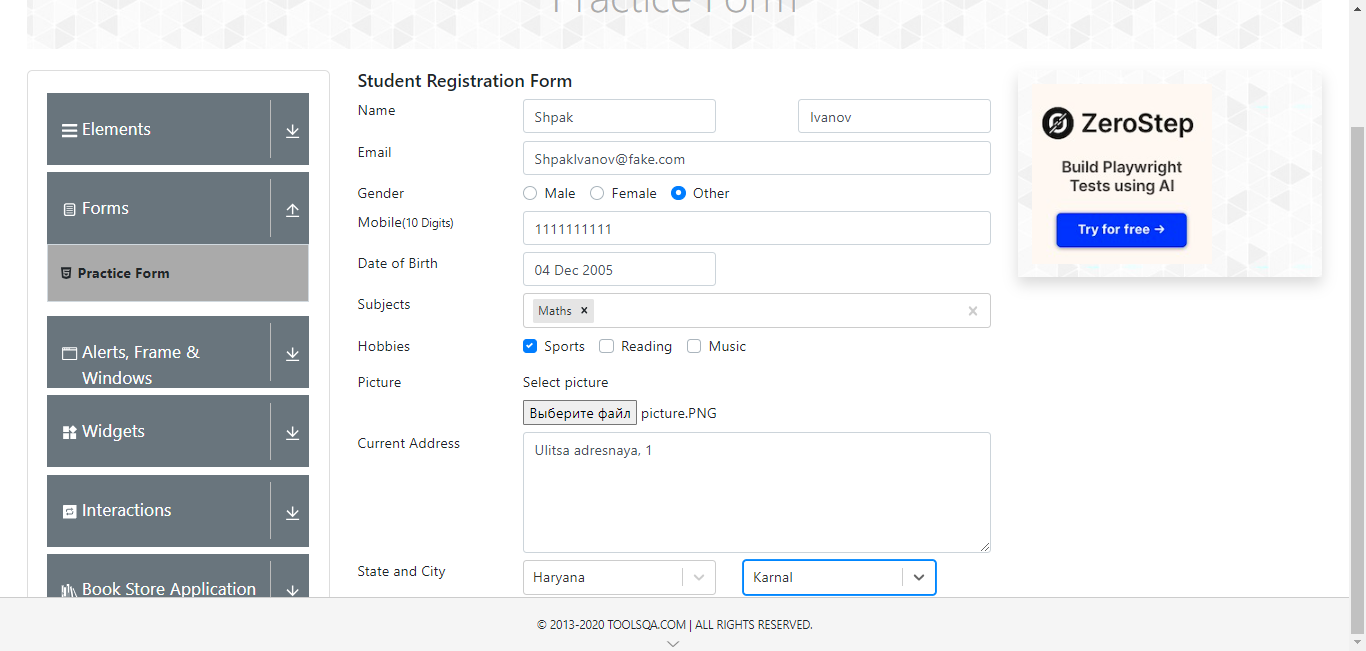 Practice Form
Elements
Forms
Practice Form
Alerts, Frame &
Windows
Widgets
Interactions
Book Store Application
Student Registration Form
Name
Shpak
Ivanov
Email
ShpakIvanov@fake.com
Gender
Male
Female
Other
Mobile(10 Digits)
1111111111
Date of Birth
04 Dec 2005
Subjects
Maths
Hobbies
Sports
Reading
Music
Picture
Select picture
Выберите файл
picture.PNG
Current Address
Ulitsa adresnaya, 1
State and City
Haryana
Karnal
ZeroStep
Build Playwright
Tests using AI
Try for free →
© 2013-2020 TOOLSQA.COM | ALL RIGHTS RESERVED.